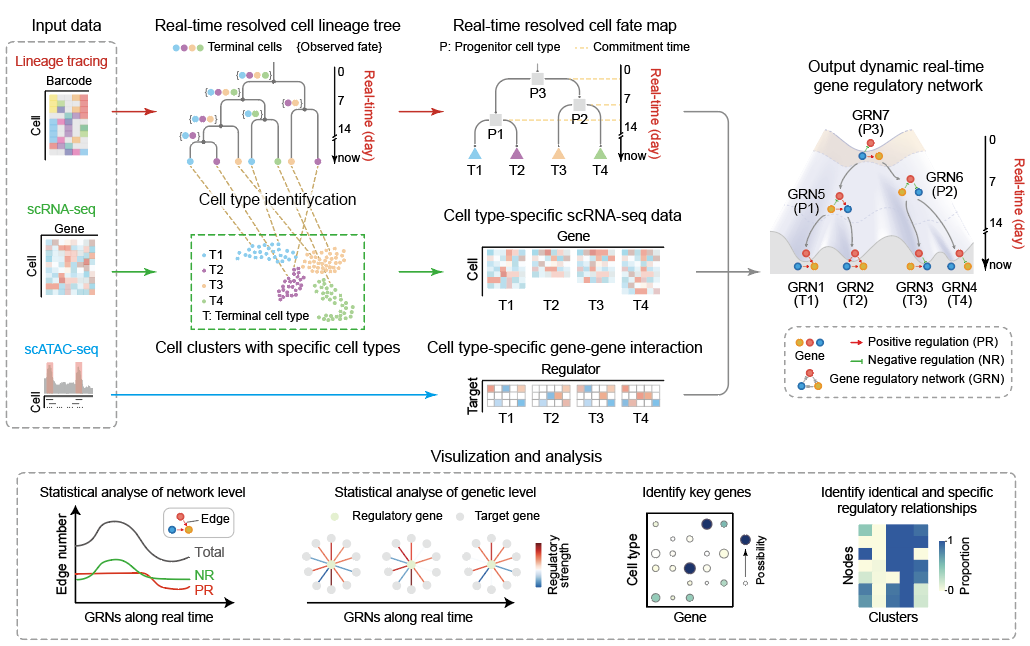 Input data
Lineage tracing
Barcode
Cell
scRNA-seq
Gene
Cell
scATAC-seq
Cell
Real-time resolved cell lineage tree
Terminal cells {Observed fate}
0
7
14
now
Real-time (day)
Cell type identifycation
T1
T2
T3
T4
T: Terminal cell type
Cell clusters with specific cell types
Real-time resolved cell fate map
P: Progenitor cell type Commitment time
P3
P2
P1
T1 T2 T3 T4
0
7
14
now
Real-time (day)
Cell type-specific scRNA-seq data
Gene
Cell
T1 T2 T3 T4
Cell type-specific gene-gene interaction
Regulator
Target
T1 T2 T3 T4
Output dynamic real-time
gene regulatory network
GRN7
(P3)
GRN6
(P2)
GRN5
(P1)
GRN1 GRN2 GRN3 GRN4
(T1) (T2) (T3) (T4)
0
7
14
now
Real-time (day)
Gene
Positive regulation (PR)
Negative regulation (NR)
Gene regulatory network (GRN)
Visulization and analysis
Statistical analyse of network level
Edge number
Edge
Total
NR
PR
GRNs along real time
Statistical analyse of genetic level
Regulatory gene Target gene
Regulatory
strength
GRNs along real time
Identify key genes
Cell type
Possibility
Gene
Identify identical and specific
regulatory relationships
Nodes
1
0
Proportion
Clusters